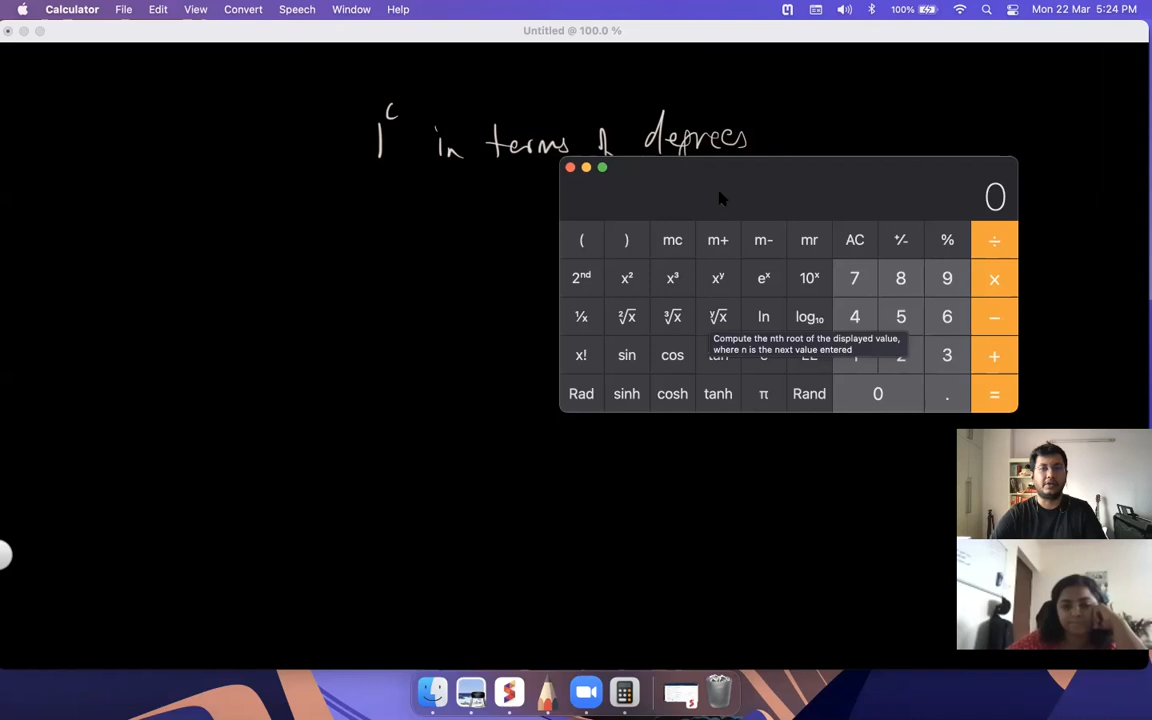 Calculator File Edit View Convert Speech Window Help 100% Mon 22 Mar 5:24 PM
Untitled @ 100.0 %
1ᶜ in terms of degrees
0
( ) mc m+ m- mr AC +/- % ÷
2ⁿᵈ x² x³ xʸ eˣ 10ˣ 7 8 9 ×
¹/x ²√x ³√x ʸ√x ln log₁₀ 4 5 6 −
Compute the nth root of the displayed value,
where n is the next value entered
x! sin cos 3 +
Rad sinh cosh tanh π Rand 0 . =